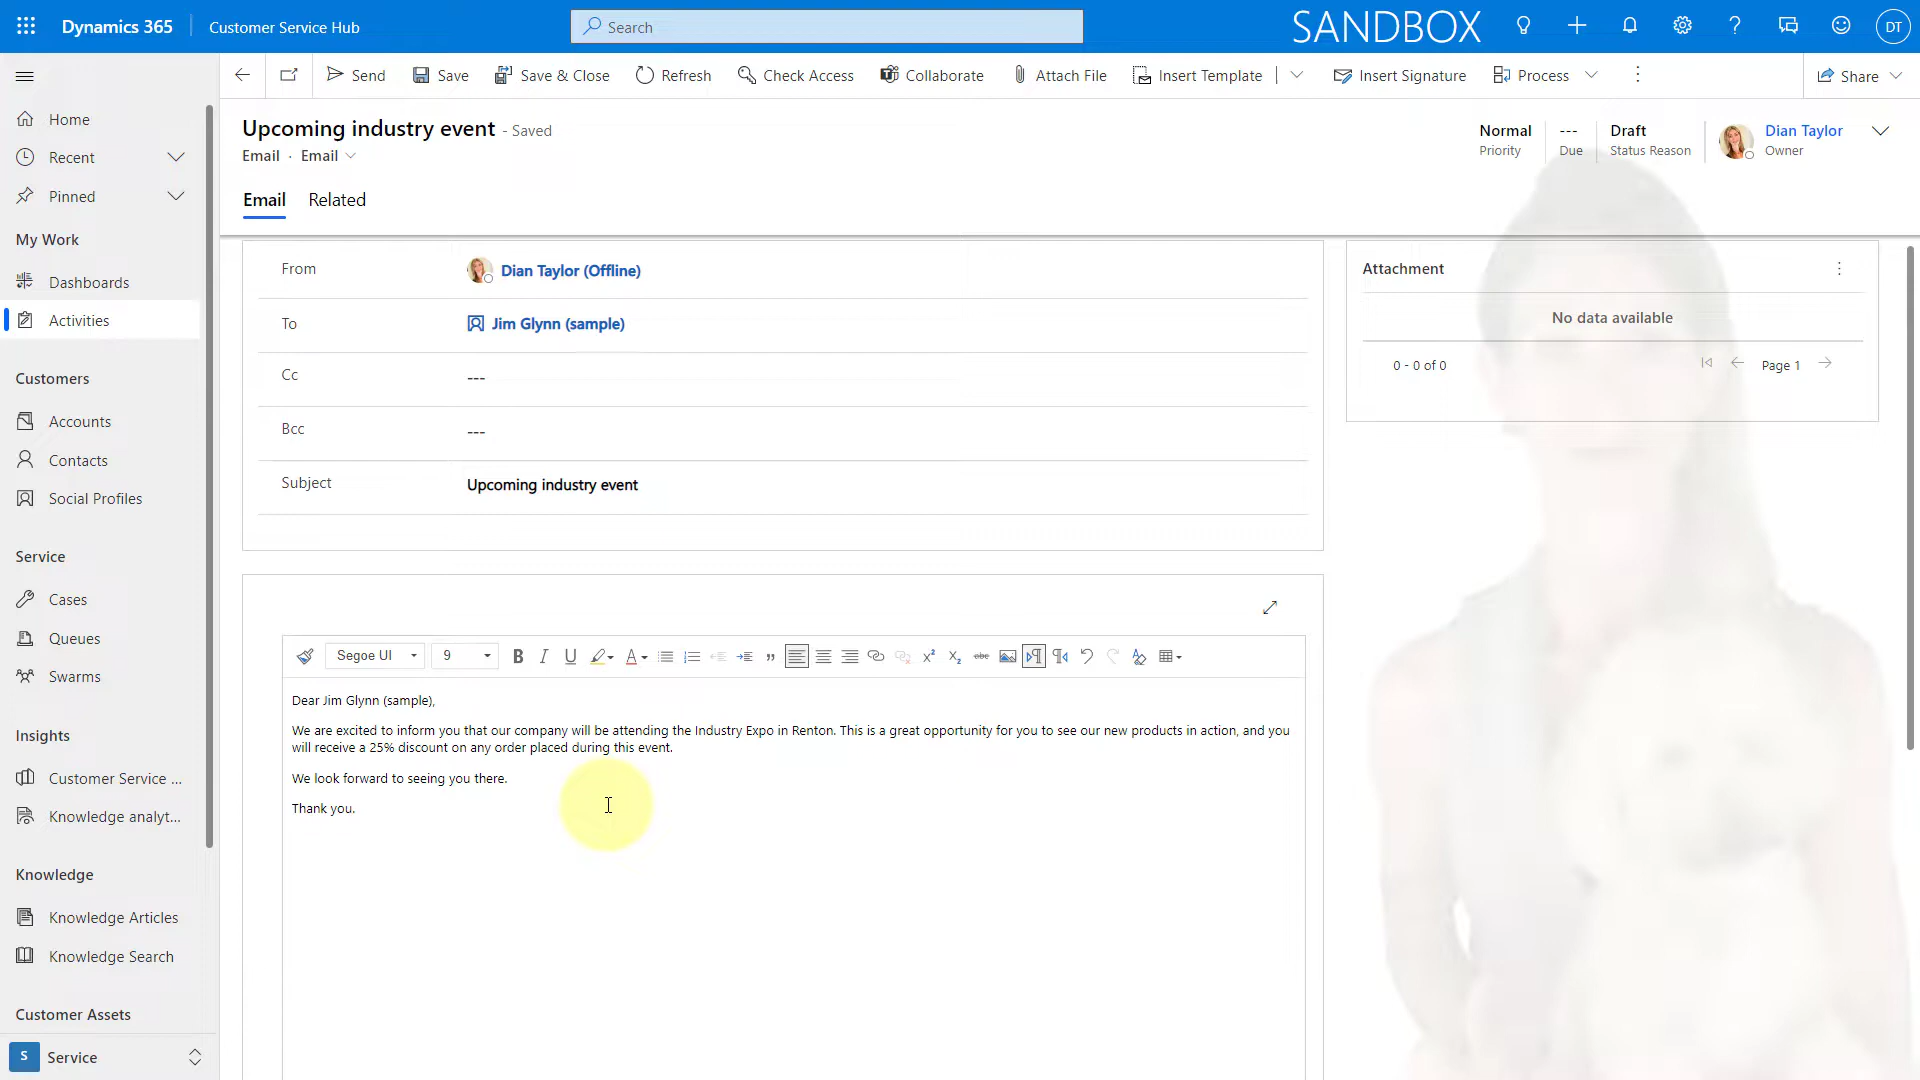 Dynamics 365
Customer Service Hub
Search
SANDBOX
DT
Send
Save
Save & Close
Refresh
Check Access
Collaborate
Attach File
Insert Template
Insert Signature
Process
Share
Home
Recent
Pinned
My Work
Dashboards
Activities
Customers
Accounts
Contacts
Social Profiles
Service
Cases
Queues
Swarms
Insights
Customer Service ...
Knowledge analyt...
Knowledge
Knowledge Articles
Knowledge Search
Customer Assets
S Service
Upcoming industry event - Saved
Email · Email
Normal
Priority
---
Due
Draft
Status Reason
Dian Taylor
Owner
Email
Related
From
Dian Taylor (Offline)
To
Jim Glynn (sample)
Cc
---
Bcc
---
Subject
Upcoming industry event
Attachment
No data available
0 - 0 of 0
Page 1
Segoe UI
9
Dear Jim Glynn (sample),
We are excited to inform you that our company will be attending the Industry Expo in Renton. This is a great opportunity for you to see our new products in action, and you
will receive a 25% discount on any order placed during this event.
We look forward to seeing you there.
Thank you.